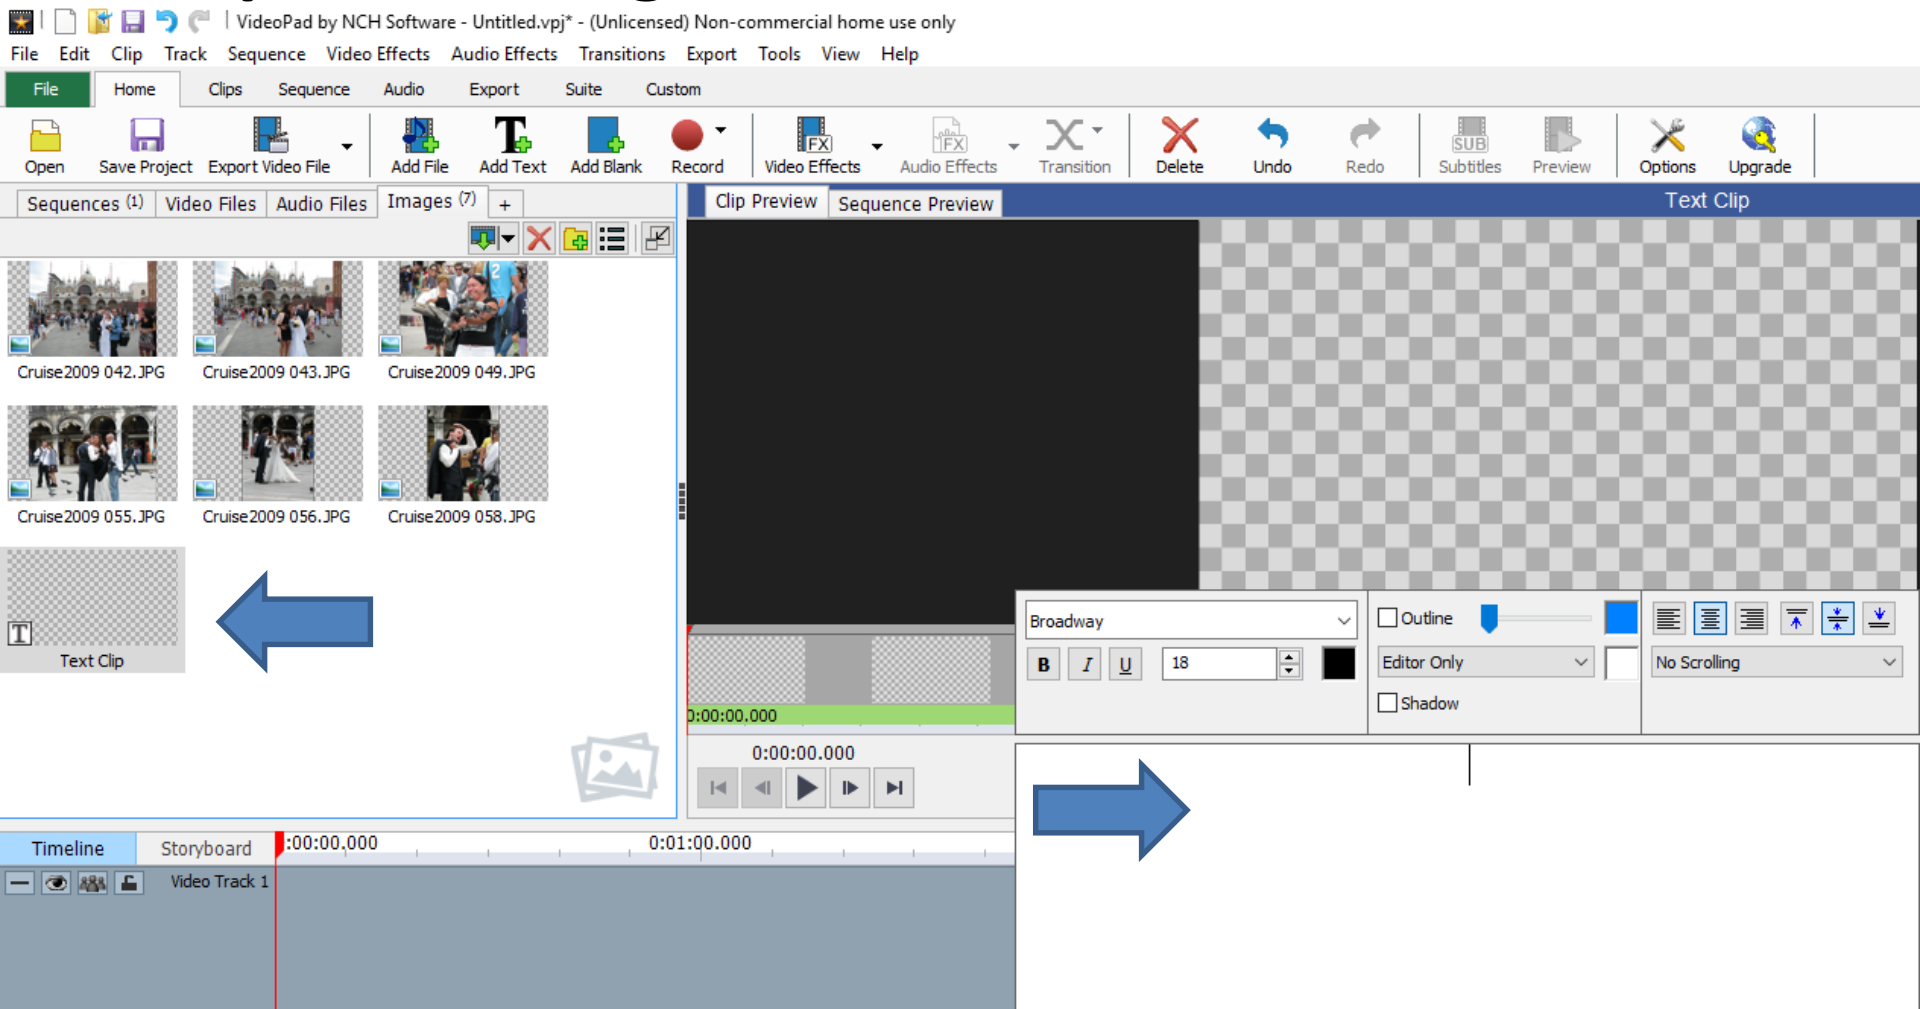 VideoPad by NCH Software - Untitled.vpj* - (Unlicensed) Non-commercial home use only
File Edit Clip Track Sequence Video Effects Audio Effects Transitions Export Tools View Help
File Home Clips Sequence Audio Export Suite Custom
Open Save Project Export Video File Add File Add Text Add Blank Record Video Effects Audio Effects Transition Delete Undo Redo Subtitles Preview Options Upgrade
FX FX SUB
Sequences (1) Video Files Audio Files Images (7) +
Clip Preview Sequence Preview Text Clip
Cruise2009 042.JPG Cruise2009 043.JPG Cruise2009 049.JPG
2
Cruise2009 055.JPG Cruise2009 056.JPG Cruise2009 058.JPG
T
Text Clip
Broadway
B I U 18
Outline
Editor Only
Shadow
No Scrolling
0:00:00.000
0:00:00.000
Timeline Storyboard :00:00.000 0:01:00.000
Video Track 1